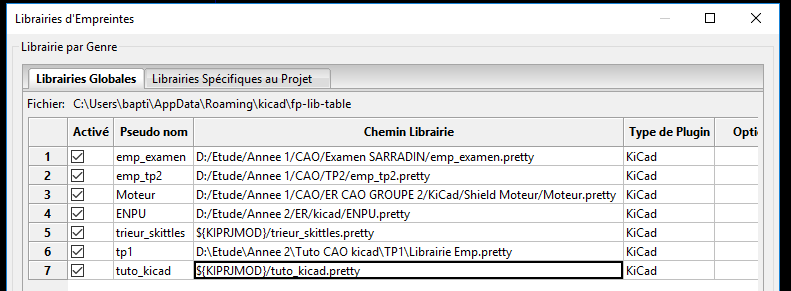 Librairies d'Empreintes
Librairie par Genre
Librairies Globales Librairies Spécifiques au Projet
Fichier: C:\Users\bapti\AppData\Roaming\kicad\fp-lib-table
Activé Pseudo nom Chemin Librairie Type de Plugin Optio
1 emp_examen D:/Etude/Annee 1/CAO/Examen SARRADIN/emp_examen.pretty KiCad
2 emp_tp2 D:/Etude/Annee 1/CAO/TP2/emp_tp2.pretty KiCad
3 Moteur D:/Etude/Annee 1/CAO/ER CAO GROUPE 2/KiCad/Shield Moteur/Moteur.pretty KiCad
4 ENPU D:/Etude/Annee 2/ER/kicad/ENPU.pretty KiCad
5 trieur_skittles ${KIPRJMOD}/trieur_skittles.pretty KiCad
6 tp1 D:\Etude\Annee 2\Tuto CAO kicad\TP1\Librairie Emp.pretty KiCad
7 tuto_kicad ${KIPRJMOD}/tuto_kicad.pretty KiCad